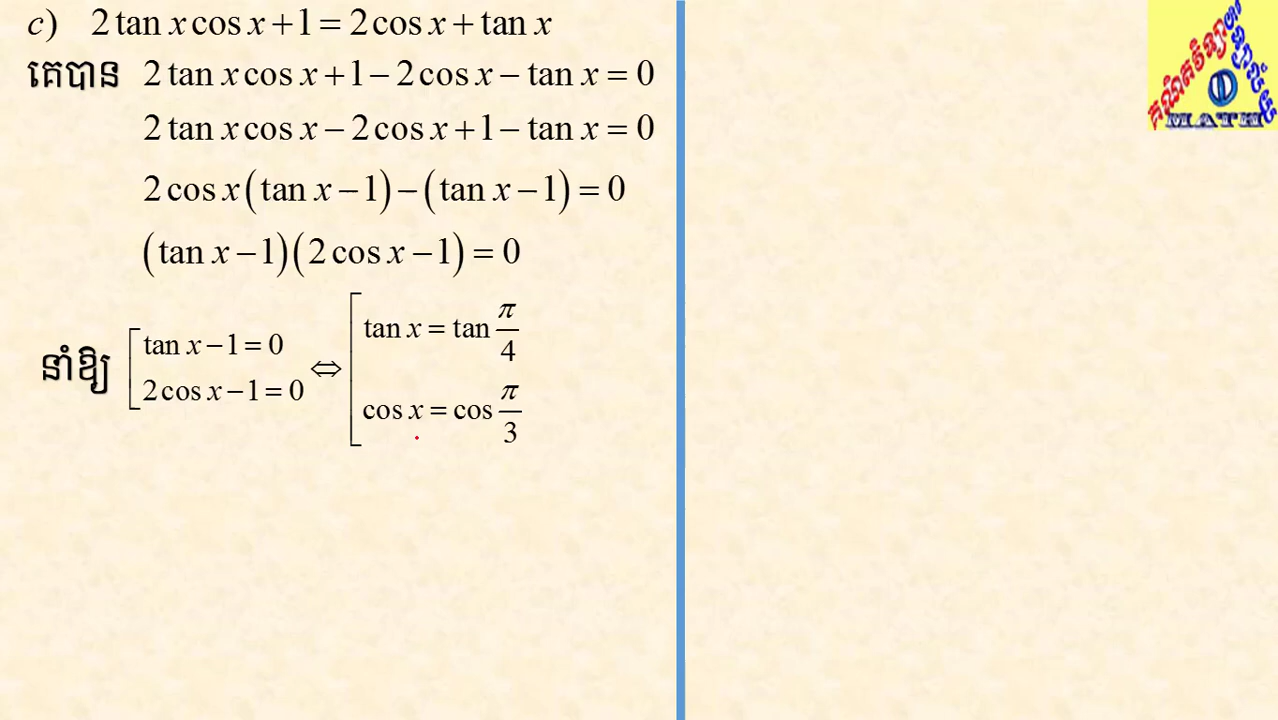 c) 2 tan x cos x + 1 = 2 cos x + tan x
គេបាន 2 tan x cos x + 1 − 2 cos x − tan x = 0
2 tan x cos x − 2 cos x + 1 − tan x = 0
2 cos x (tan x − 1) − (tan x − 1) = 0
(tan x − 1)(2 cos x − 1) = 0
នាំឱ្យ [ tan x − 1 = 0 ⇔ [ tan x = tan π/4
2 cos x − 1 = 0 cos x = cos π/3
MATH